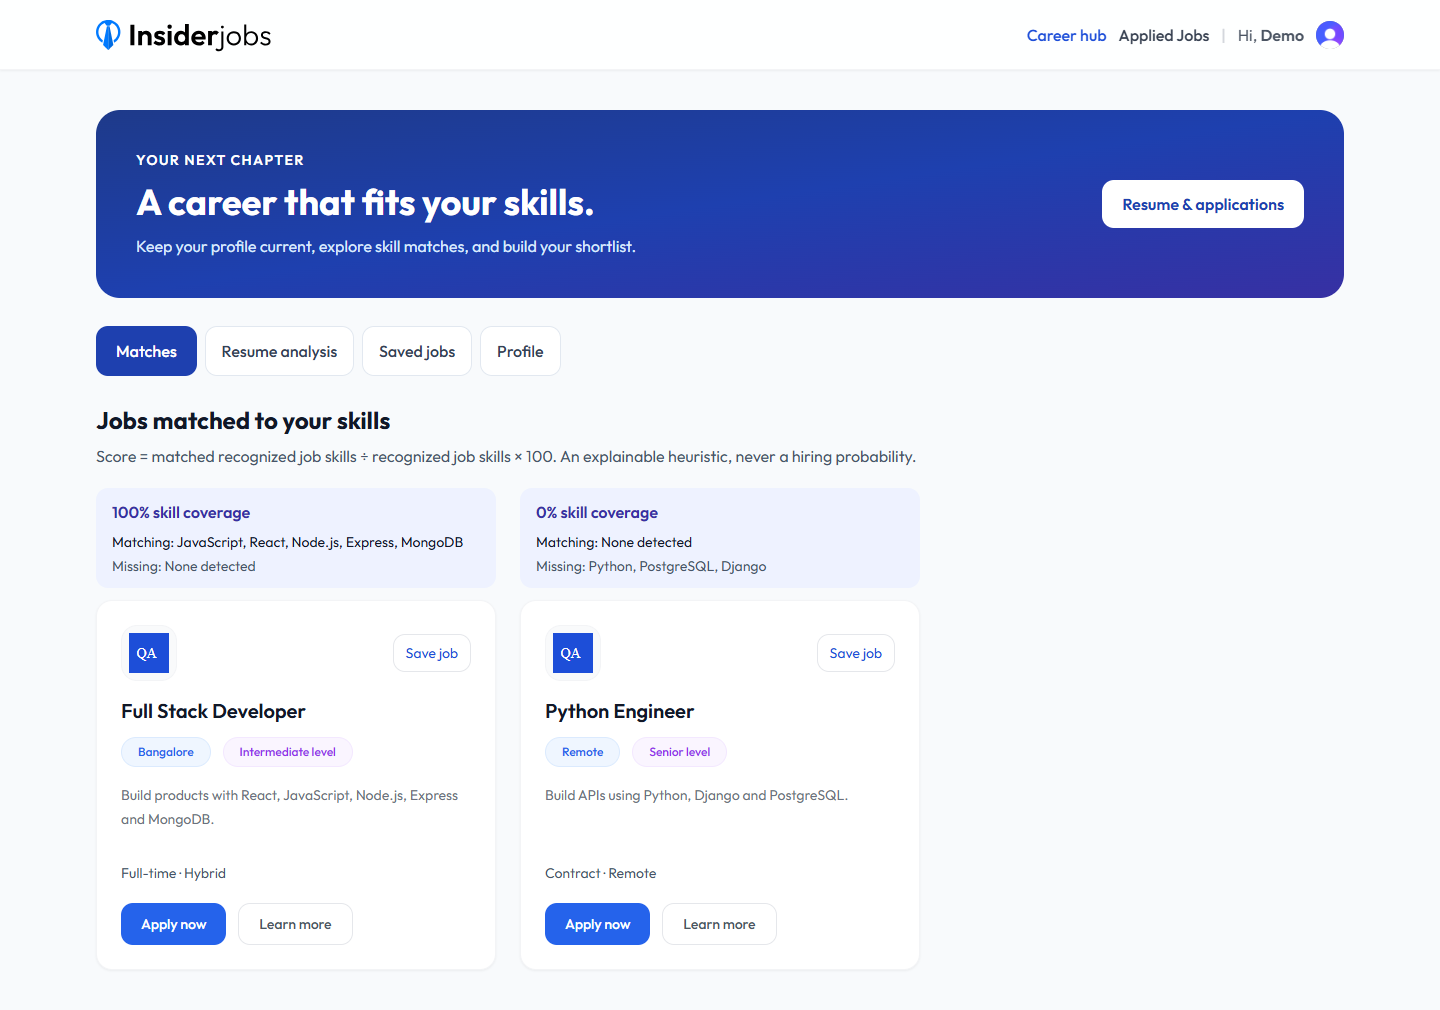 Insiderjobs
Career hub
Applied Jobs
|
Hi, Demo
YOUR NEXT CHAPTER
A career that fits your skills.
Keep your profile current, explore skill matches, and build your shortlist.
Resume & applications
Matches
Resume analysis
Saved jobs
Profile
Jobs matched to your skills
Score = matched recognized job skills ÷ recognized job skills × 100. An explainable heuristic, never a hiring probability.
100% skill coverage
Matching: JavaScript, React, Node.js, Express, MongoDB
Missing: None detected
QA
Save job
Full Stack Developer
Bangalore
Intermediate level
Build products with React, JavaScript, Node.js, Express
and MongoDB.
Full-time · Hybrid
Apply now
Learn more
0% skill coverage
Matching: None detected
Missing: Python, PostgreSQL, Django
QA
Save job
Python Engineer
Remote
Senior level
Build APIs using Python, Django and PostgreSQL.
Contract · Remote
Apply now
Learn more